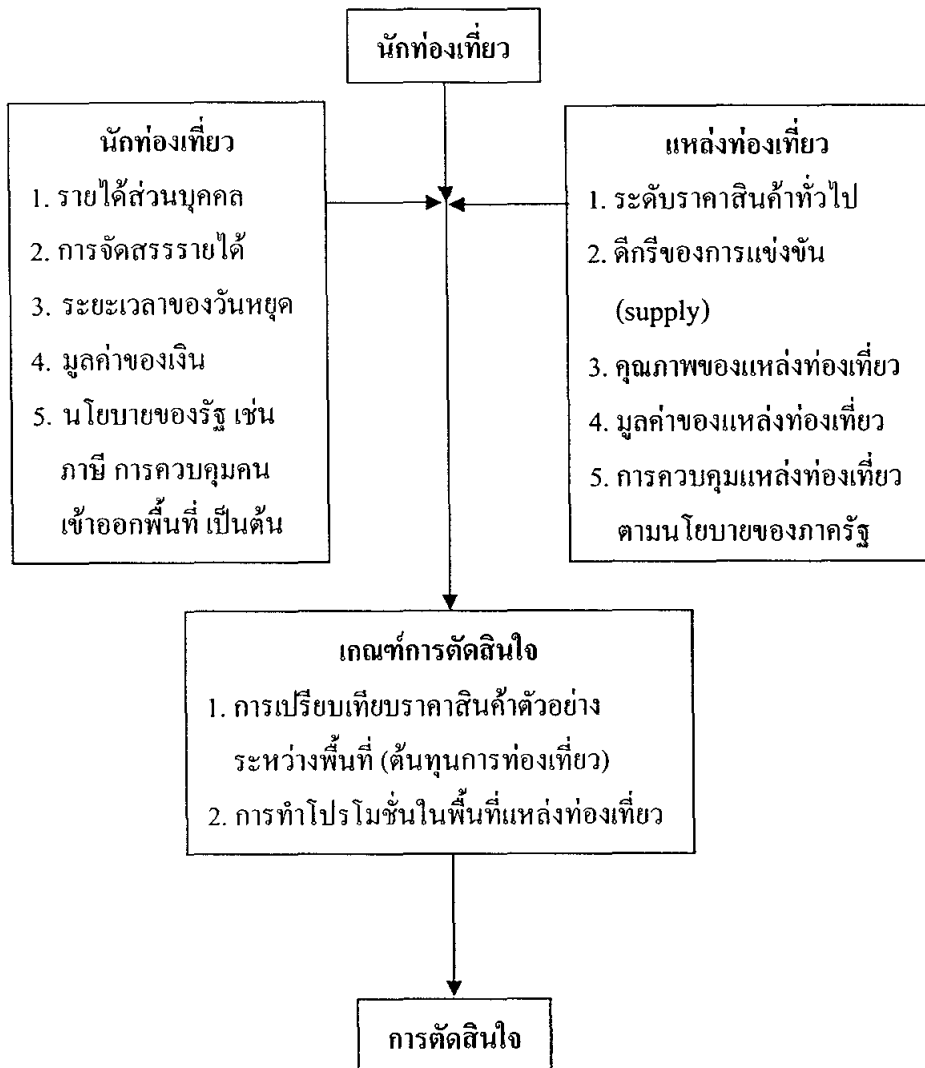 นักท่องเที่ยว
นักท่องเที่ยว
1. รายได้ส่วนบุคคล
2. การจัดสรรรายได้
3. ระยะเวลาของวันหยุด
4. มูลค่าของเงิน
5. นโยบายของรัฐ เช่น
ภาษี การควบคุมคน
เข้าออกพื้นที่ เป็นต้น
แหล่งท่องเที่ยว
1. ระดับราคาสินค้าทั่วไป
2. ดีกรีของการแข่งขัน
(supply)
3. คุณภาพของแหล่งท่องเที่ยว
4. มูลค่าของแหล่งท่องเที่ยว
5. การควบคุมแหล่งท่องเที่ยว
ตามนโยบายของภาครัฐ
เกณฑ์การตัดสินใจ
1. การเปรียบเทียบราคาสินค้าตัวอย่าง
ระหว่างพื้นที่ (ต้นทุนการท่องเที่ยว)
2. การทำโปรโมชั่นในพื้นที่แหล่งท่องเที่ยว
การตัดสินใจ